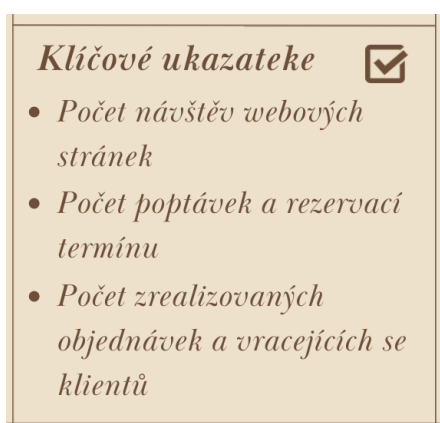 Klíčové ukazateke
• Počet návštěv webových
stránek
• Počet poptávek a rezervací
termínu
• Počet zrealizovaných
objednávek a vracejících se
klientů